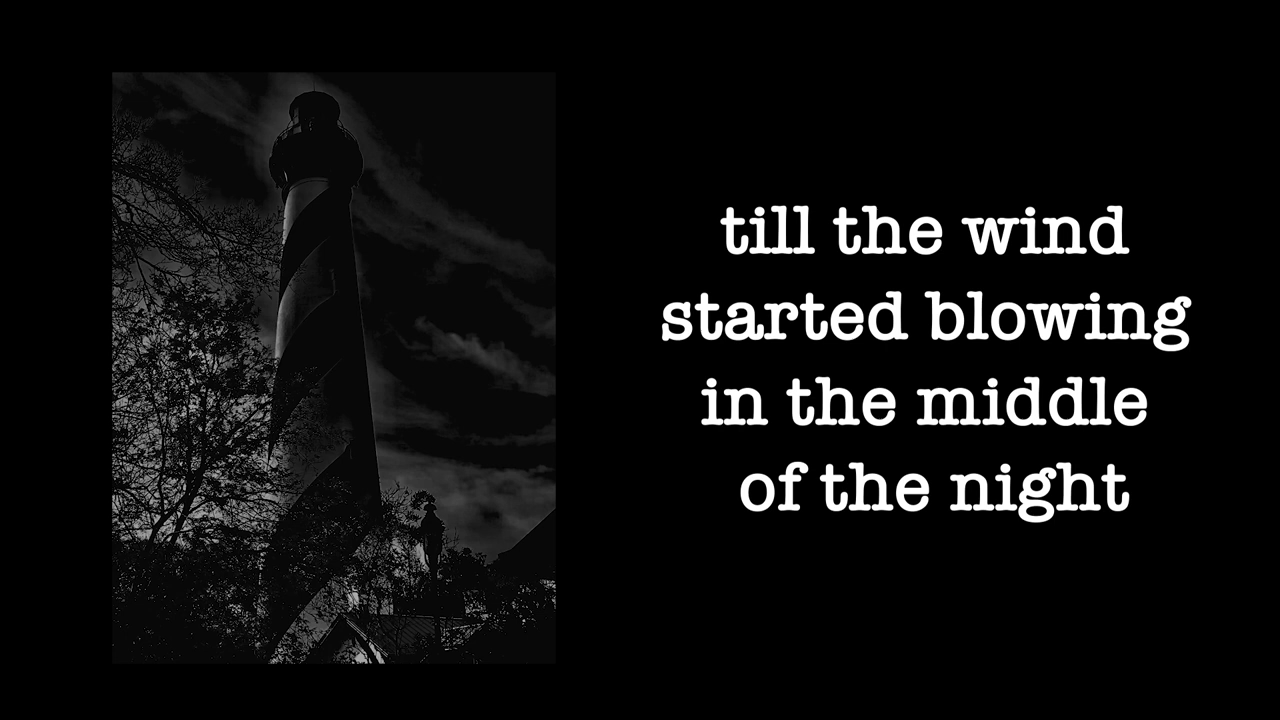 till the wind
started blowing
in the middle
of the night